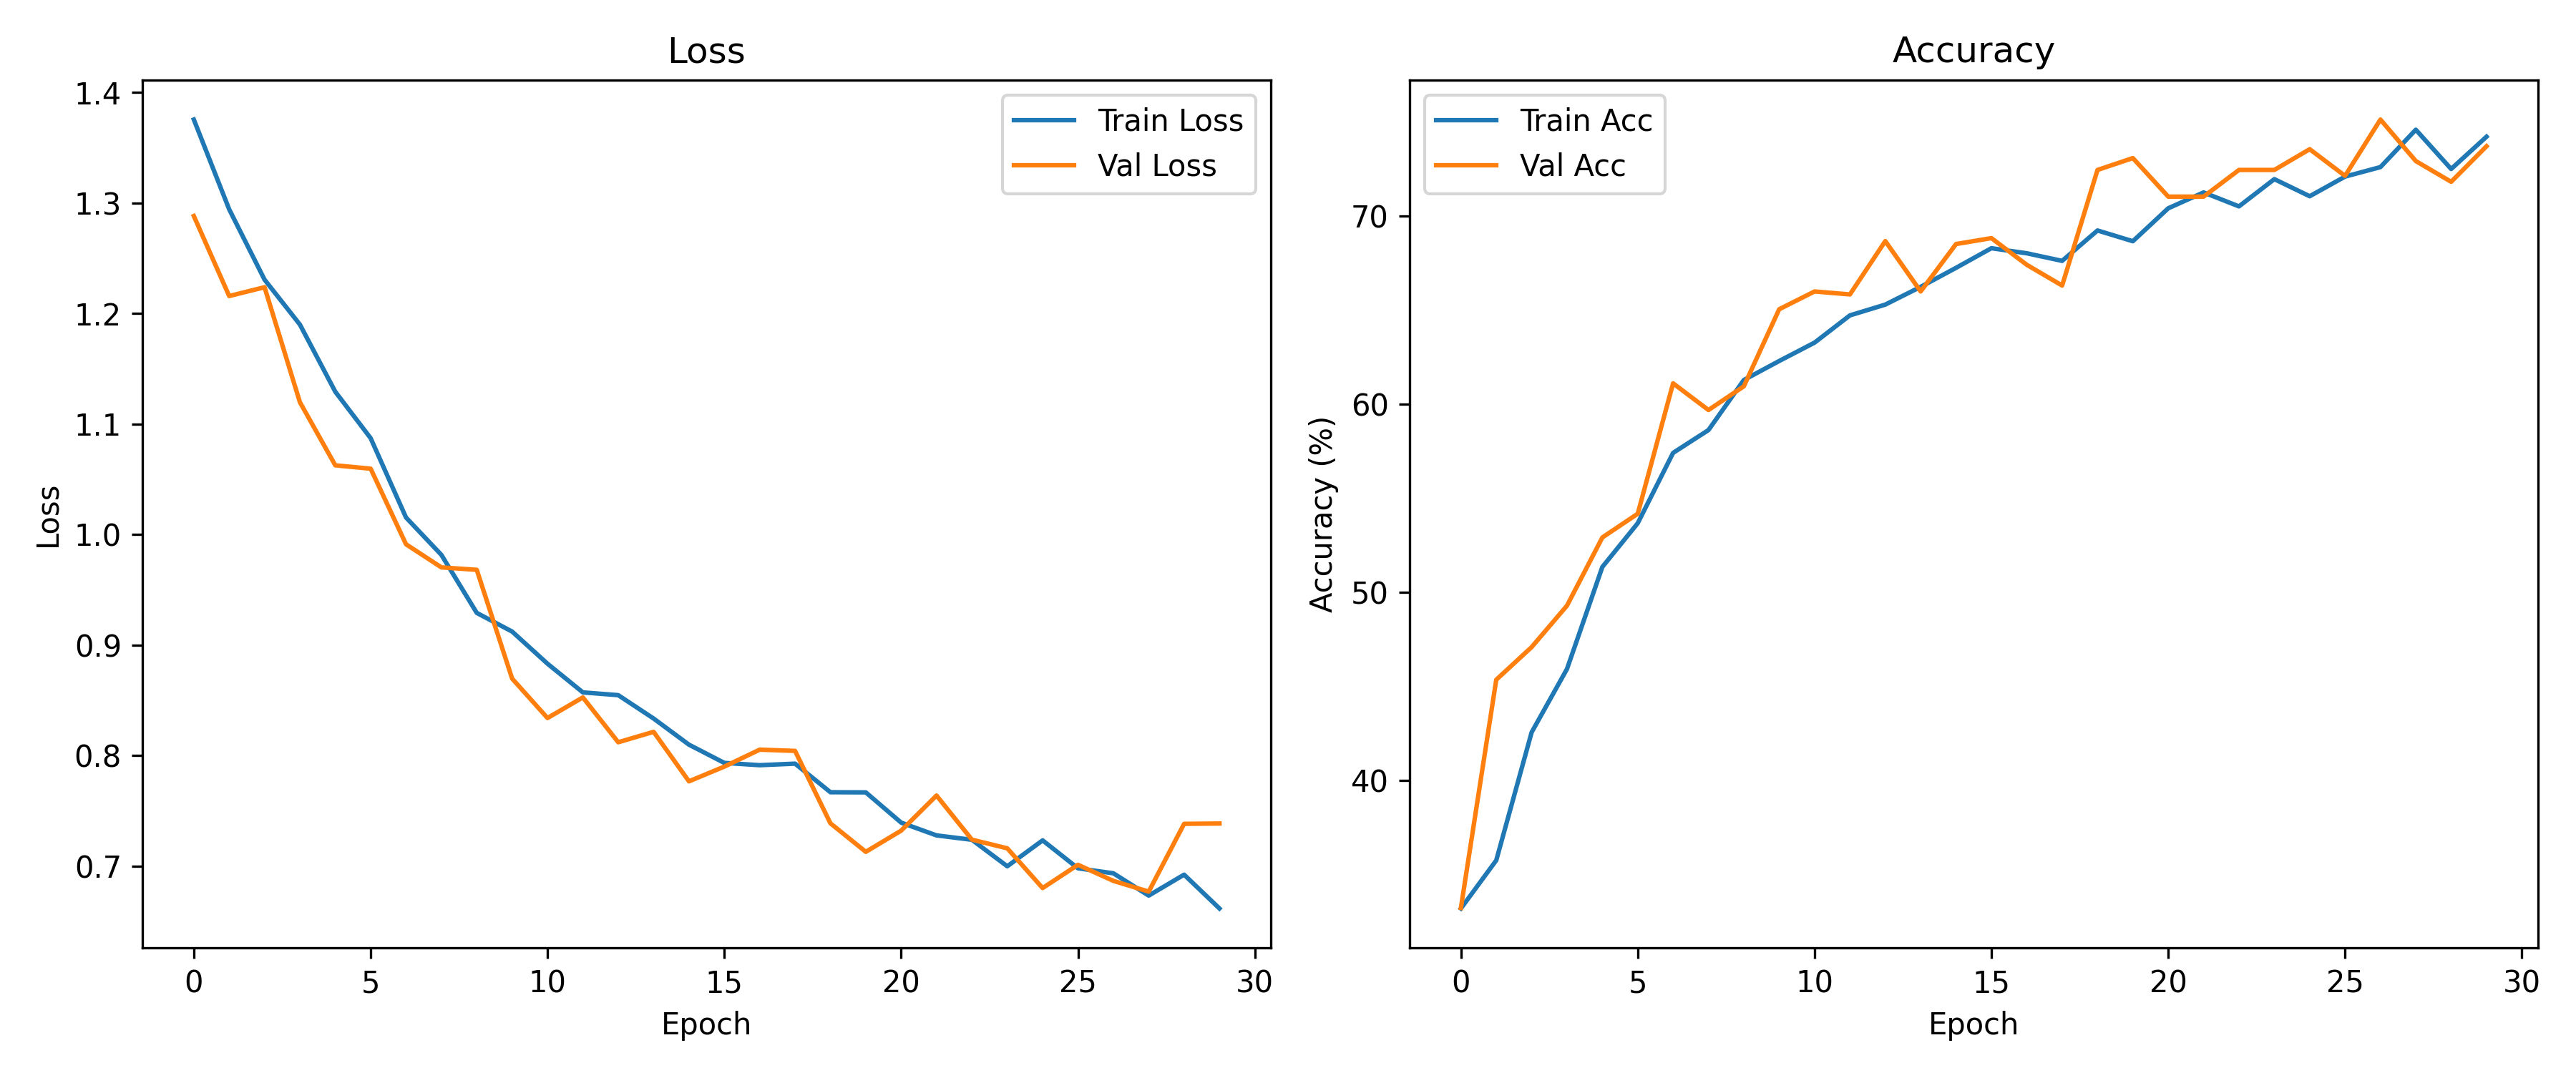 Loss
1.4
1.3
1.2
1.1
1.0
0.9
0.8
0.7
Loss
Train Loss
Val Loss
0 5 10 15 20 25 30
Epoch
Accuracy
70
60
50
40
Accuracy (%)
Train Acc
Val Acc
0 5 10 15 20 25 30
Epoch